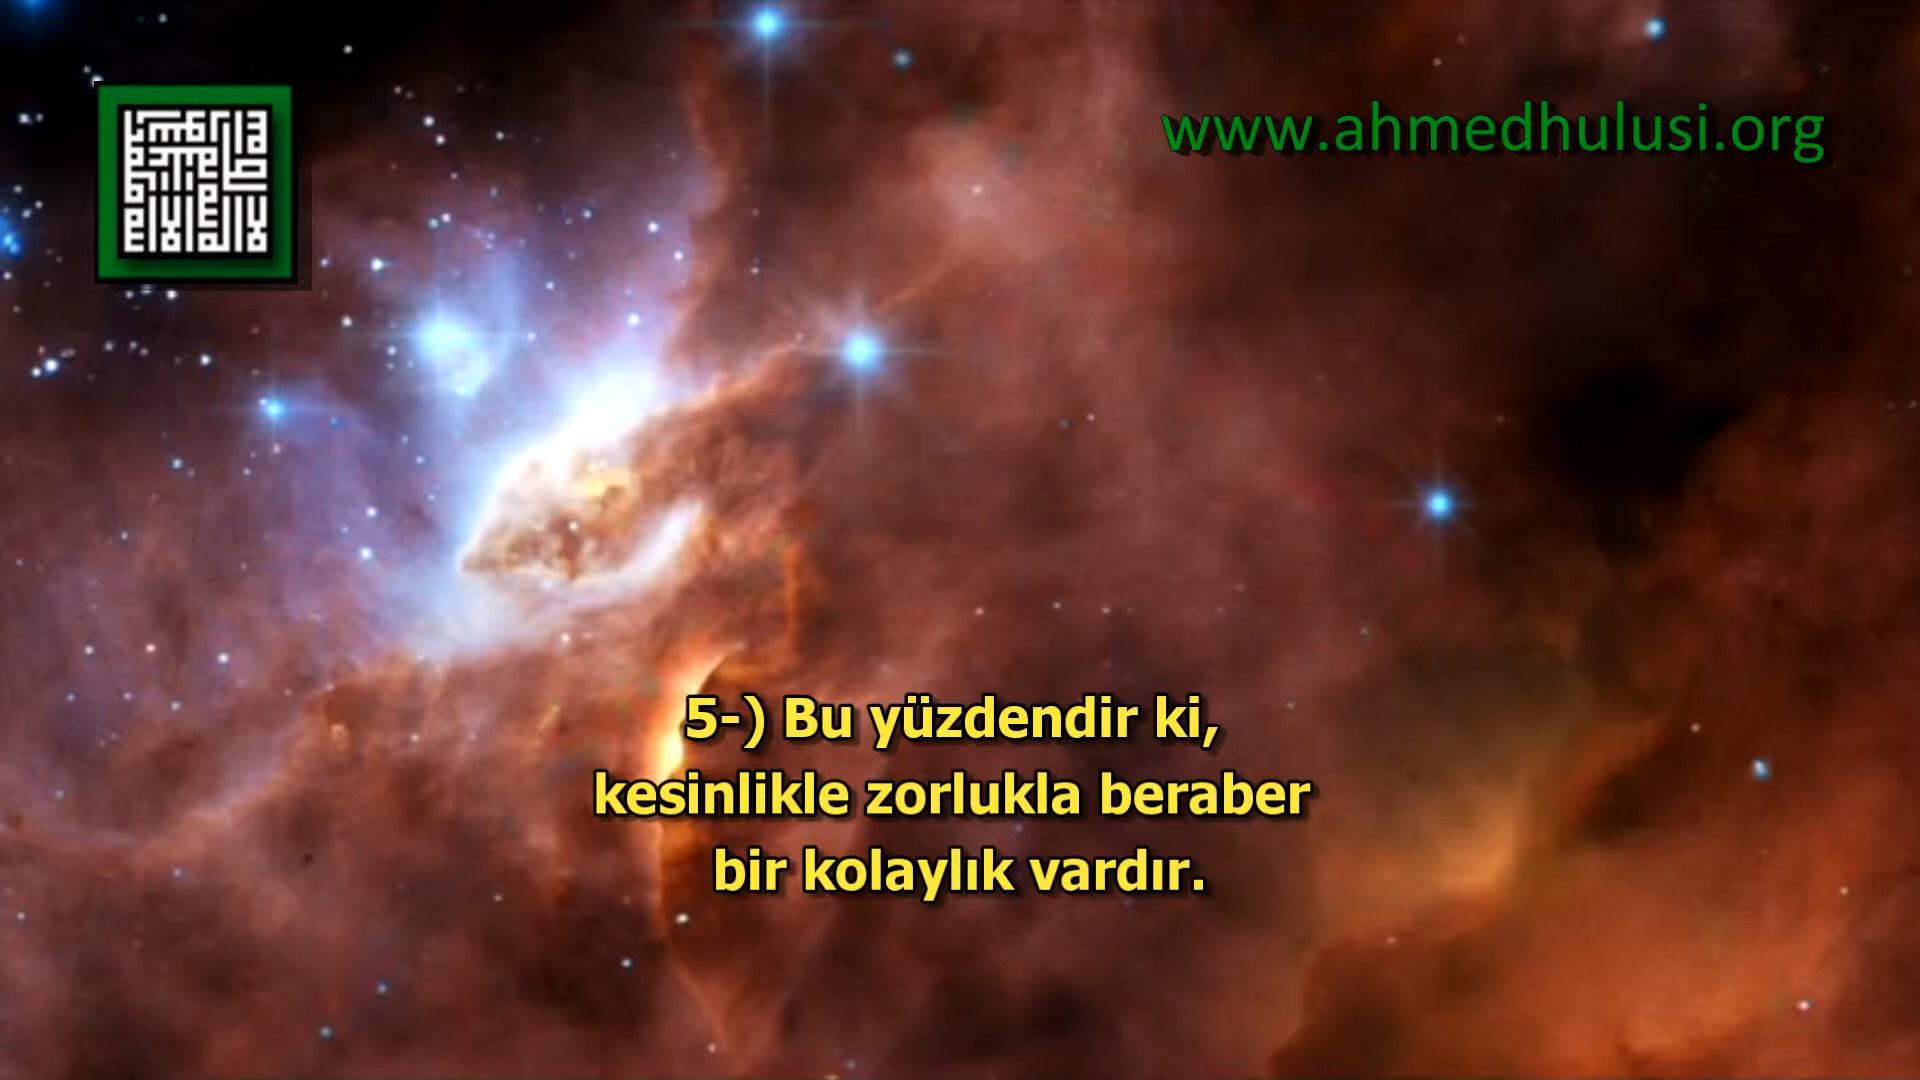 www.ahmedhulusi.org
5-) Bu yüzdendir ki,
kesinlikle zorlukla beraber
bir kolaylık vardır.